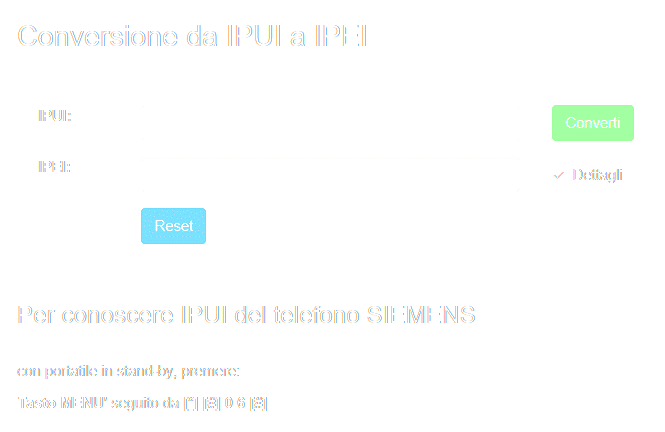 Conversione da IPUI a IPEI
IPUI:
Converti
IPEI:
Dettagli
Reset
Per conoscere IPUI del telefono SIEMENS
con portatile in stand-by, premere:
Tasto MENU' seguito da 0 6